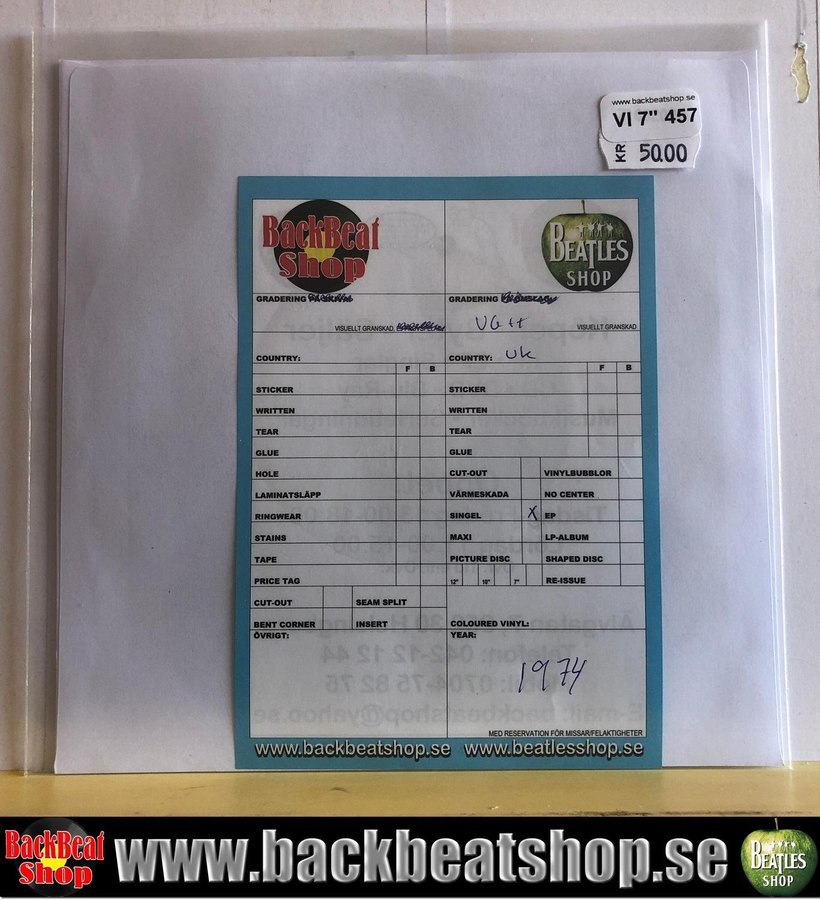 www.backbeatshop.se
VI 7" 457
KR 50.00
BackBeat
Shop
BEATLES
SHOP
GRADERING
GRADERING
VISUELLT GRANSKAD,
VG++
VISUELLT GRANSKAD
COUNTRY:
COUNTRY: UK
F B
F B
STICKER
STICKER
WRITTEN
WRITTEN
TEAR
TEAR
GLUE
GLUE
HOLE
CUT-OUT
VINYLBUBBLOR
LAMINATSLÄPP
VÄRMESKADA
NO CENTER
RINGWEAR
SINGEL X
EP
STAINS
MAXI
LP-ALBUM
TAPE
PICTURE DISC
SHAPED DISC
PRICE TAG
12" 10" 7"
RE-ISSUE
CUT-OUT
SEAM SPLIT
BENT CORNER
INSERT
COLOURED VINYL:
ÖVRIGT:
YEAR:
1974
MED RESERVATION FÖR MISSAR/FELAKTIGHETER
www.backbeatshop.se www.beatlesshop.se
BackBeat
Shop
www.backbeatshop.se
BEATLES
SHOP